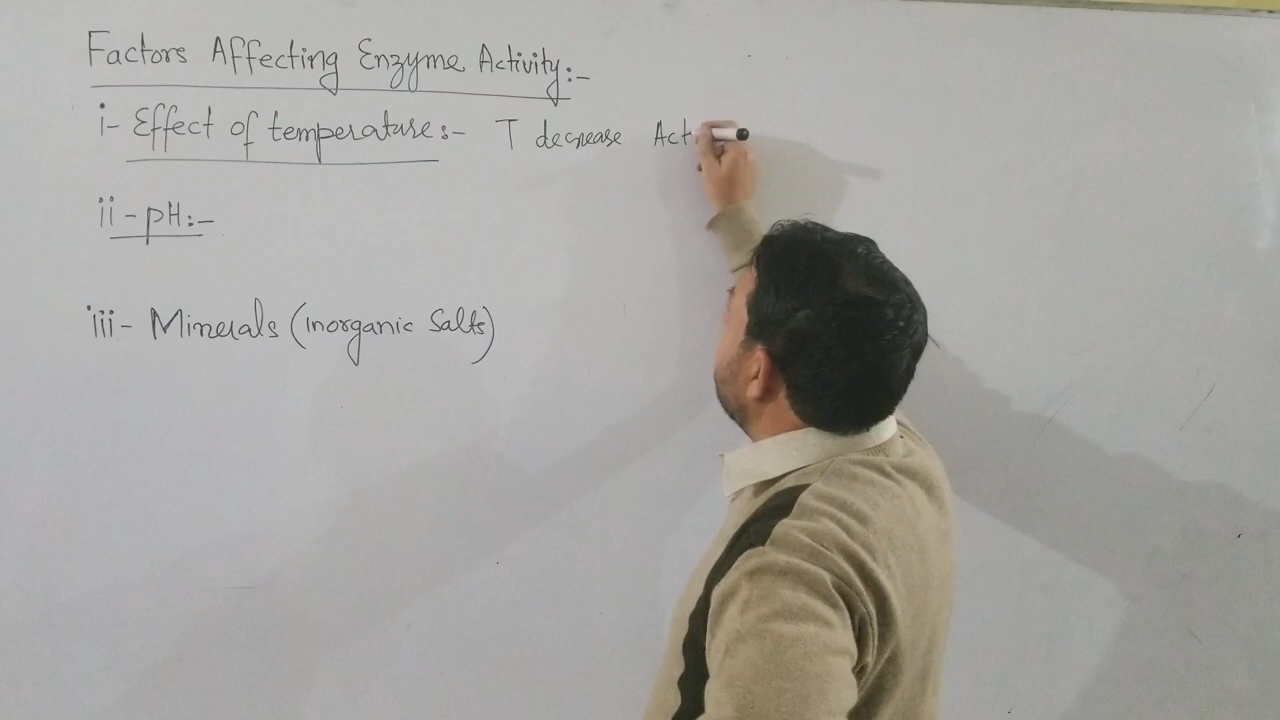 Factors Affecting Enzyme Activity:-
i- Effect of temperature:- T decrease Act
ii - pH:-
iii- Minerals (inorganic Salts)